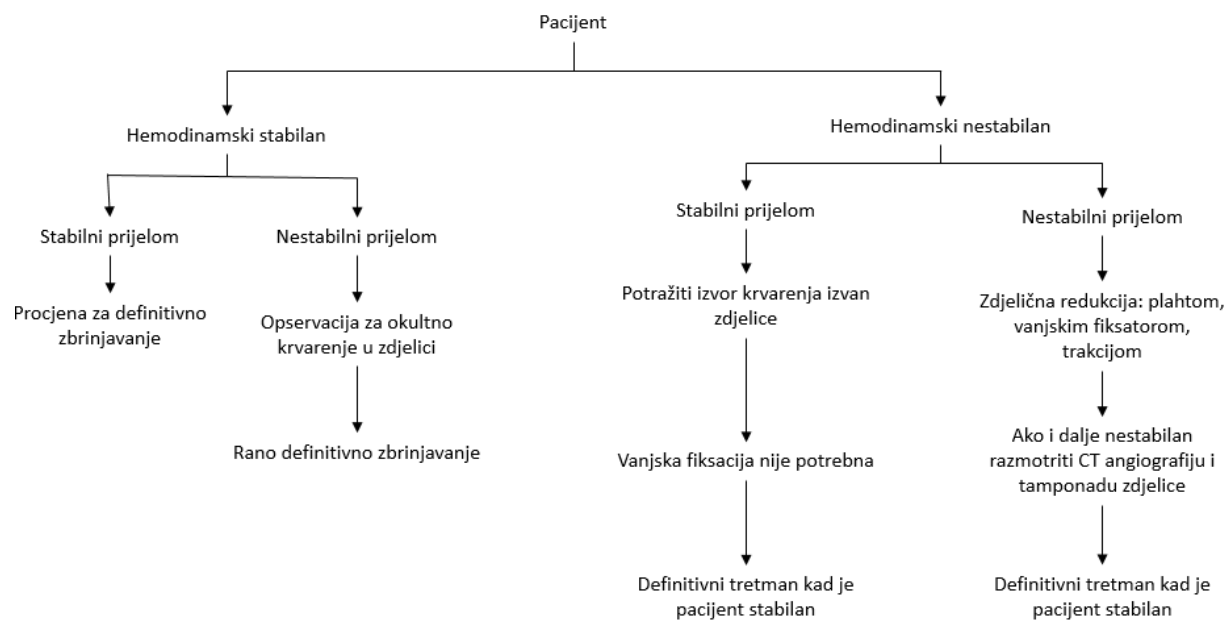 Pacijent
Hemodinamski stabilan
Hemodinamski nestabilan
Stabilni prijelom
Nestabilni prijelom
Stabilni prijelom
Nestabilni prijelom
Procjena za definitivno
zbrinjavanje
Opservacija za okultno
krvarenje u zdjelici
Rano definitivno zbrinjavanje
Potražiti izvor krvarenja izvan
zdjelice
Vanjska fiksacija nije potrebna
Definitivni tretman kad je
pacijent stabilan
Zdjelična redukcija: plahtom,
vanjskim fiksatorom,
trakcijom
Ako i dalje nestabilan
razmotriti CT angiografiju i
tamponadu zdjelice
Definitivni tretman kad je
pacijent stabilan